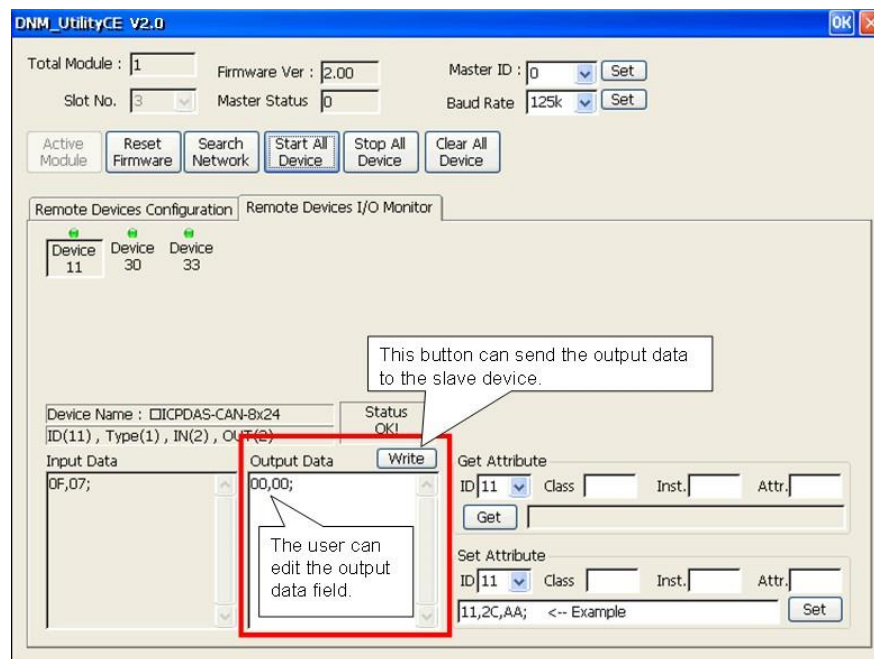 DNM_UtilityCE V2.0 OK
Total Module : 1 Firmware Ver : 2.00 Master ID : 0 Set
Slot No. 3 Master Status 0 Baud Rate 125k Set
Active Module Reset Firmware Search Network Start All Device Stop All Device Clear All Device
Remote Devices Configuration Remote Devices I/O Monitor
Device 11 Device 30 Device 33
This button can send the output data
to the slave device.
Device Name : □ICPDAS-CAN-8x24 Status
ID(11) , Type(1) , IN(2) , OUT(2) OK!
Input Data Output Data Write Get Attribute
0F,07; 00,00; ID 11 Class Inst. Attr.
Get
The user can
edit the output
data field.
Set Attribute
ID 11 Class Inst. Attr.
11,2C,AA; <-- Example Set